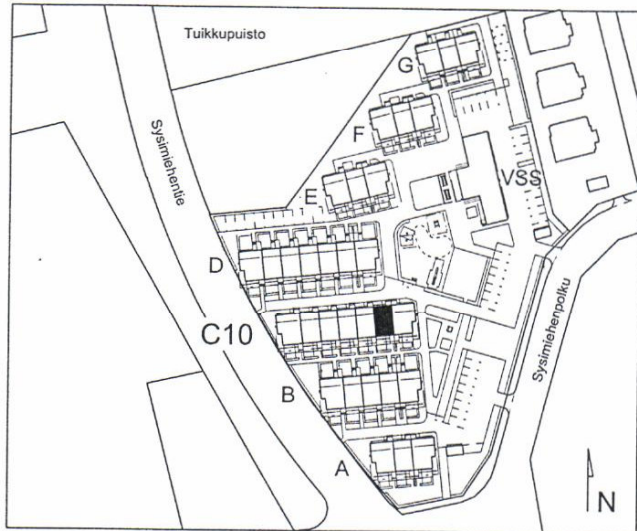 Tuikkupuisto
G
F
Sysimiehentie
VSS
E
D
C10
Sysimiehenpolku
B
A
N